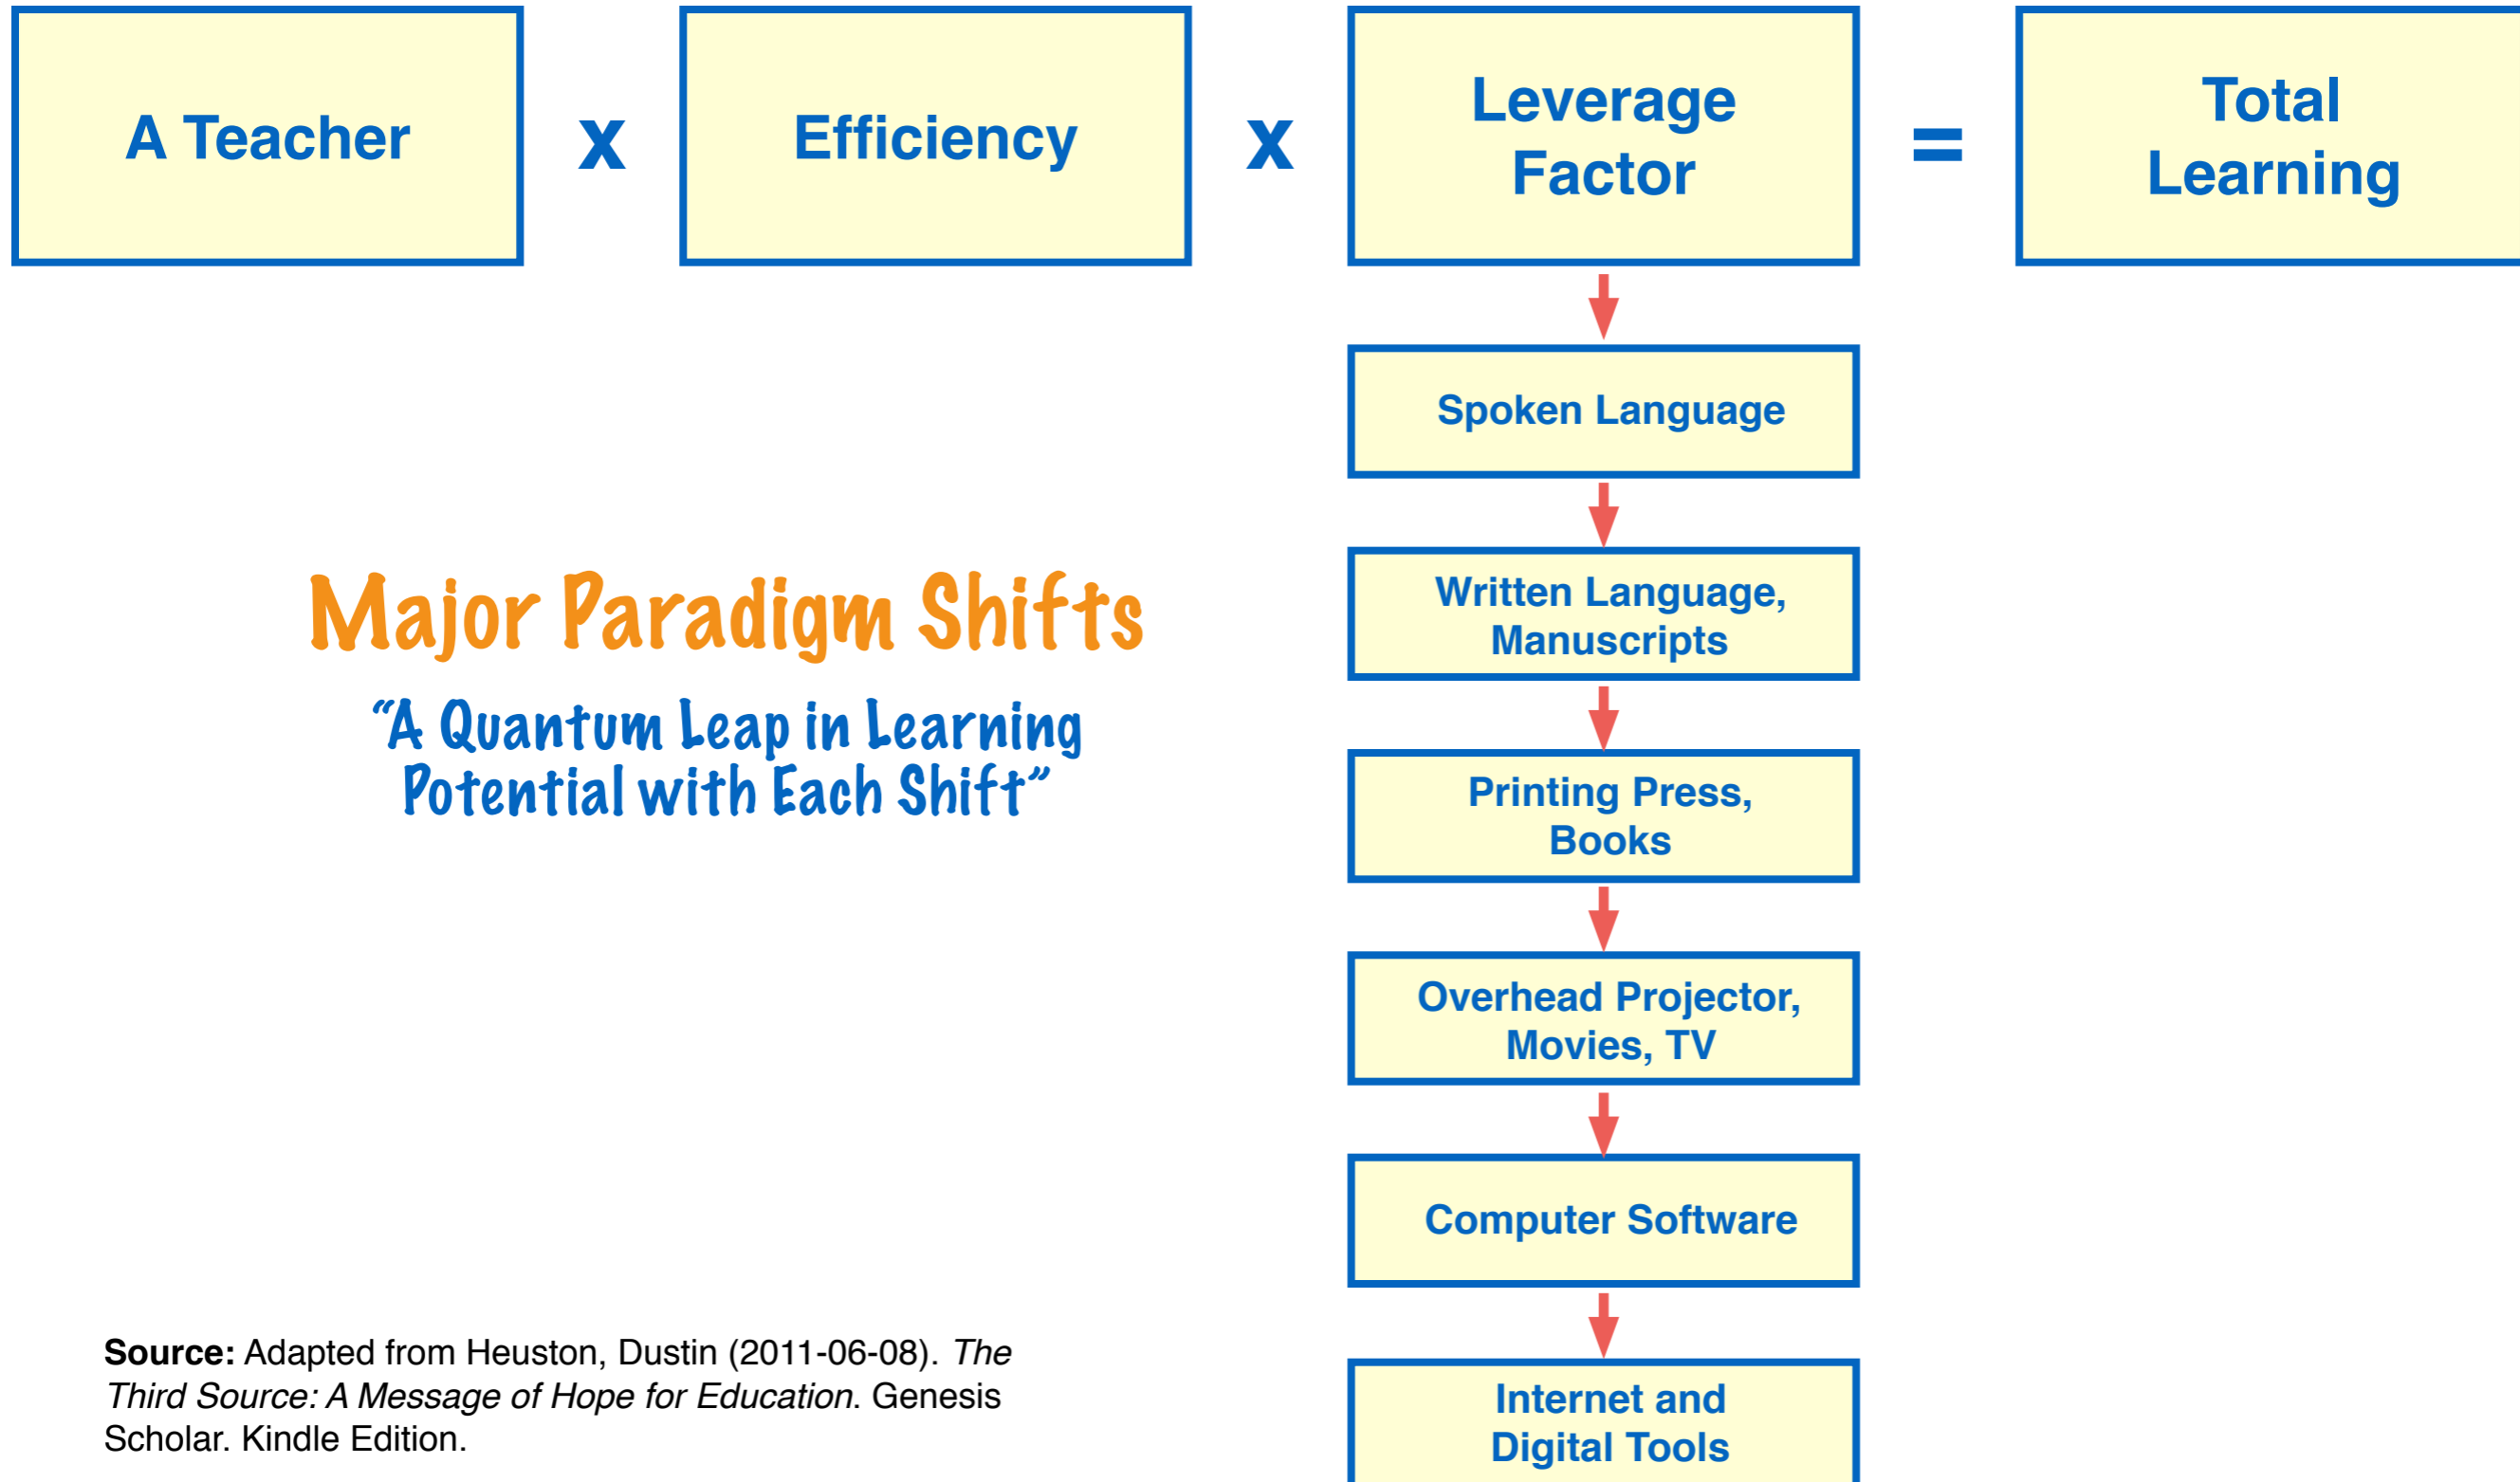 A Teacher
x
Efficiency
x
Leverage
Factor
=
Total
Learning
Spoken Language
Written Language,
Manuscripts
Major Paradigm Shifts
“A Quantum Leap in Learning
Potential with Each Shift”
Printing Press,
Books
Overhead Projector,
Movies, TV
Computer Software
Internet and
Digital Tools
Source: Adapted from Heuston, Dustin (2011-06-08). The
Third Source: A Message of Hope for Education. Genesis
Scholar. Kindle Edition.